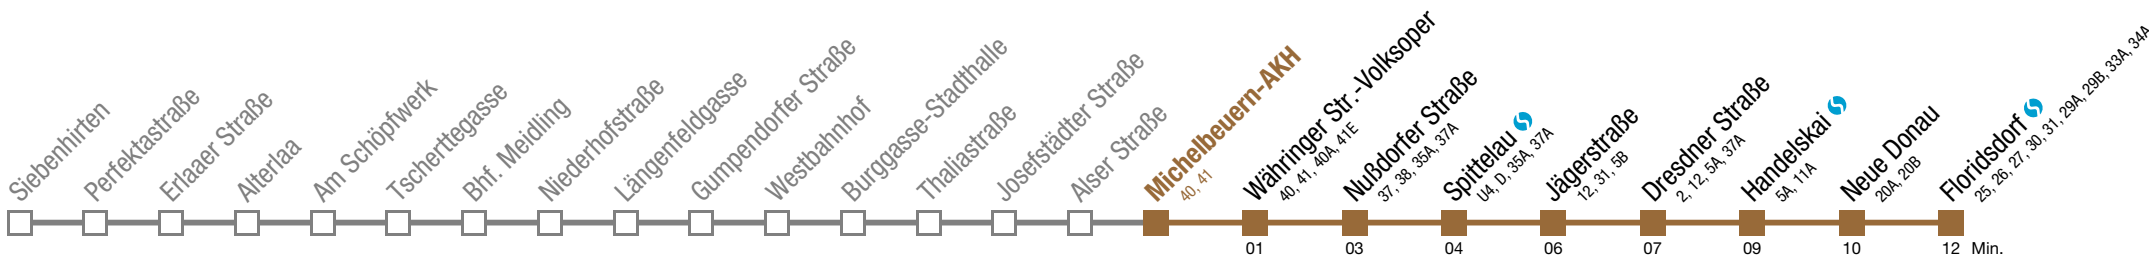 Siebenhirten
Perfektastraße
Erlaaer Straße
Alterlaa
Am Schöpfwerk
Tscherttegasse
Bhf. Meidling
Niederhofstraße
Längenfeldgasse
Gumpendorfer Straße
Westbahnhof
Burggasse-Stadthalle
Thaliastraße
Josefstädter Straße
Alser Straße
Michelbeuern-AKH
40, 41
Währinger Str.-Volksoper
40, 41, 40A, 41E
Nußdorfer Straße
37, 38, 35A, 37A
Spittelau
U4, D, 35A, 37A
Jägerstraße
12, 31, 5B
Dresdner Straße
2, 12, 5A, 37A
Handelskai
5A, 11A
Neue Donau
20A, 20B
Floridsdorf
25, 26, 27, 30, 31, 29A, 29B, 33A, 34A
01 03 04 06 07 09 10 12 Min.